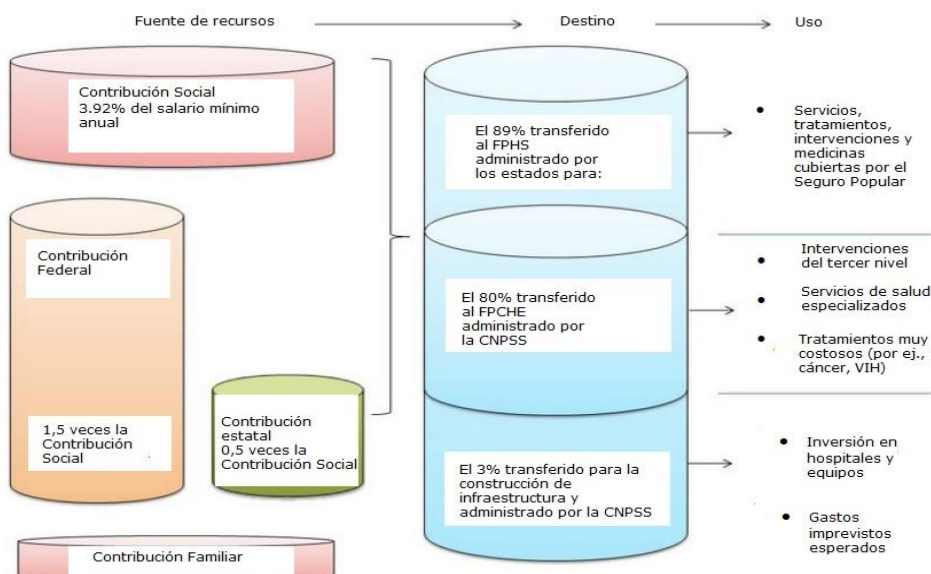 Fuente de recursos
Destino
Uso
Contribución Social
3.92% del salario mínimo
anual
Contribución
Federal
1,5 veces la
Contribución
Social
Contribución
estatal
0,5 veces la
Contribución Social
Contribución Familiar
El 89% transferido
al FPHS
administrado por
los estados para:
El 80% transferido
al FPCHE
administrado por
la CNPSS
El 3% transferido para la
construcción de
infraestructura y
administrado por la CNPSS
• Servicios,
tratamientos,
intervenciones y
medicinas
cubiertas por el
Seguro Popular
• Intervenciones
del tercer nivel
• Servicios de salud
especializados
• Tratamientos muy
costosos (por ej.,
cáncer, VIH)
• Inversión en
hospitales y
equipos
• Gastos
imprevistos
esperados